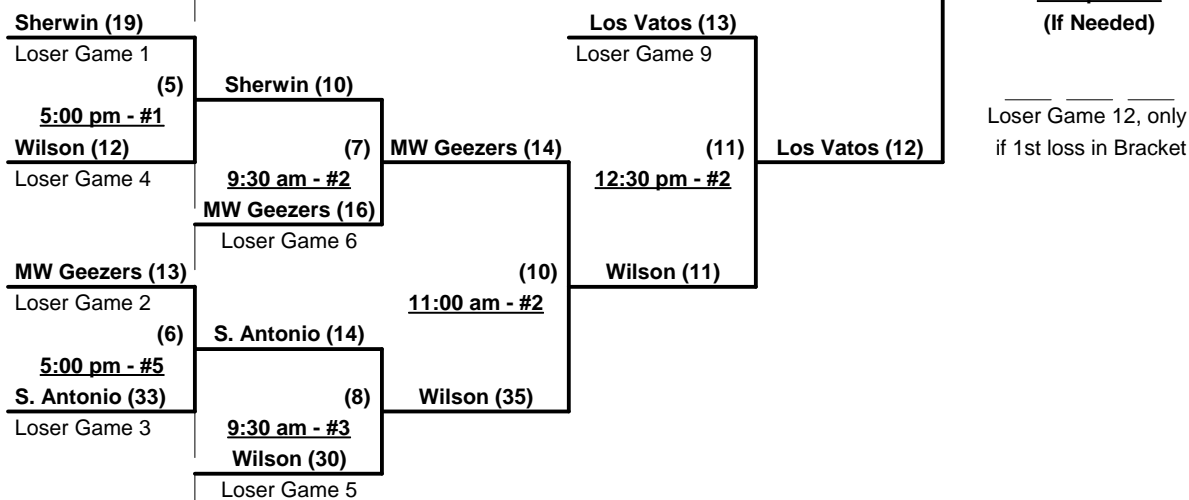 Sherwin (19)
Loser Game 1
(5)
5:00 pm - #1
Wilson (12)
Loser Game 4
MW Geezers (13)
Loser Game 2
(6)
5:00 pm - #5
S. Antonio (33)
Loser Game 3
Sherwin (10)
(7)
9:30 am - #2
MW Geezers (16)
Loser Game 6
S. Antonio (14)
(8)
9:30 am - #3
Wilson (30)
Loser Game 5
MW Geezers (14)
(10)
11:00 am - #2
Wilson (35)
Los Vatos (13)
Loser Game 9
(11)
12:30 pm - #2
Wilson (11)
Los Vatos (12)
(If Needed)
Loser Game 12, only
if 1st loss in Bracket